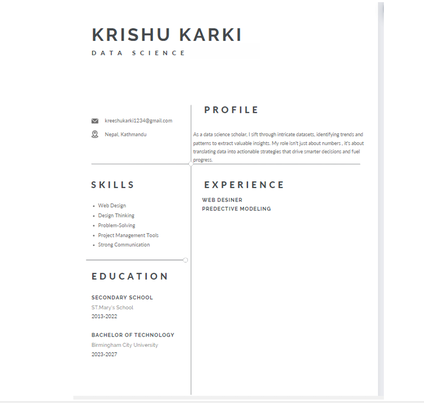 KRISHU KARKI
DATA SCIENCE
kreechukarki1234@gmail.com
Nepal, Kathmandu
PROFILE
As a data science scholar, I sift through intricate datasets, identifying trends and
patterns to extract valuable insights. My role isn't just about numbers , it's about
translating data into actionable strategies that drive smarter decisions and fuel
progress.
SKILLS
• Web Design
• Design Thinking
• Problem-Solving
• Project Management Tools
• Strong Communication
EXPERIENCE
WEB DESINER
PREDECTIVE MODELING
EDUCATION
SECONDARY SCHOOL
ST.Mary's School
2013-2022
BACHELOR OF TECHNOLOGY
Birmingham City University
2023-2027